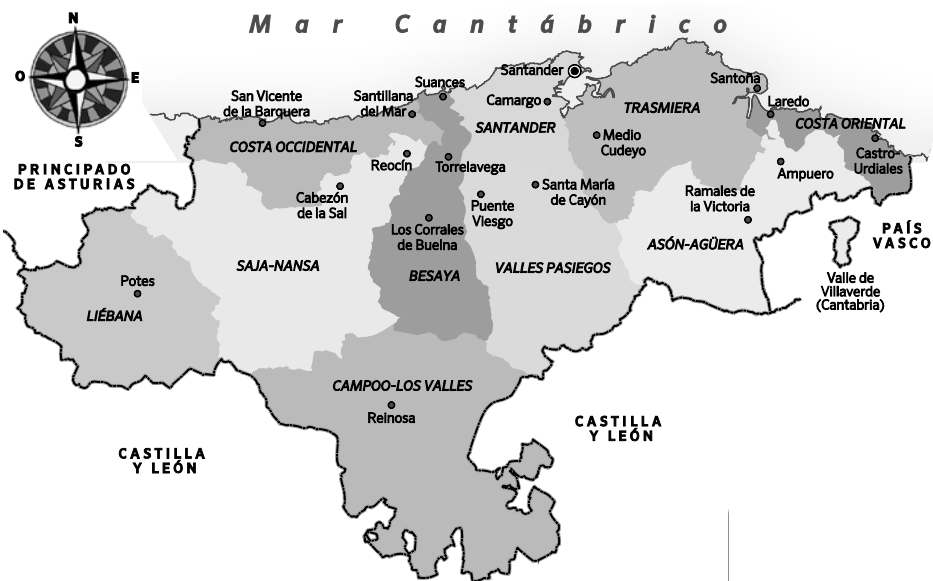 Mar Cantábrico
N
O
E
S
Santander
Suances
Santoña
San Vicente
de la Barquera
Santillana
del Mar
Camargo
TRASMIERA
Laredo
SANTANDER
COSTA ORIENTAL
COSTA OCCIDENTAL
Medio
Cudeyo
Reocín
Torrelavega
Castro
Urdiales
PRINCIPADO
DE ASTURIAS
Ampuero
Cabezón
de la Sal
Santa María
de Cayón
Ramales de
la Victoria
Puente
Viesgo
Los Corrales
de Buelna
PAÍS
VASCO
ASÓN-AGÜERA
SAJA-NANSA
BESAYA
VALLES PASIEGOS
Valle de
Villaverde
(Cantabria)
Potes
LIÉBANA
CAMPOO-LOS VALLES
Reinosa
CASTILLA
Y LEÓN
CASTILLA
Y LEÓN